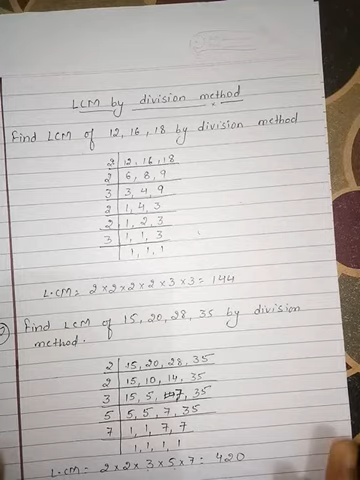 LCM by division method
Find LCM of 12, 16, 18 by division method
2 | 12, 16, 18
2 | 6, 8, 9
3 | 3, 4, 9
2 | 1, 4, 3
2 | 1, 2, 3
3 | 1, 1, 3
1, 1, 1
L.CM = 2×2×2×2×3×3 = 144
Find LCM of 15, 20, 28, 35 by division
method.
2 | 15, 20, 28, 35
2 | 15, 10, 14, 35
3 | 15, 5, 7, 35
5 | 5, 5, 7, 35
7 | 1, 1, 7, 7
1, 1, 1, 1
L.CM = 2×2×3×5×7 = 420